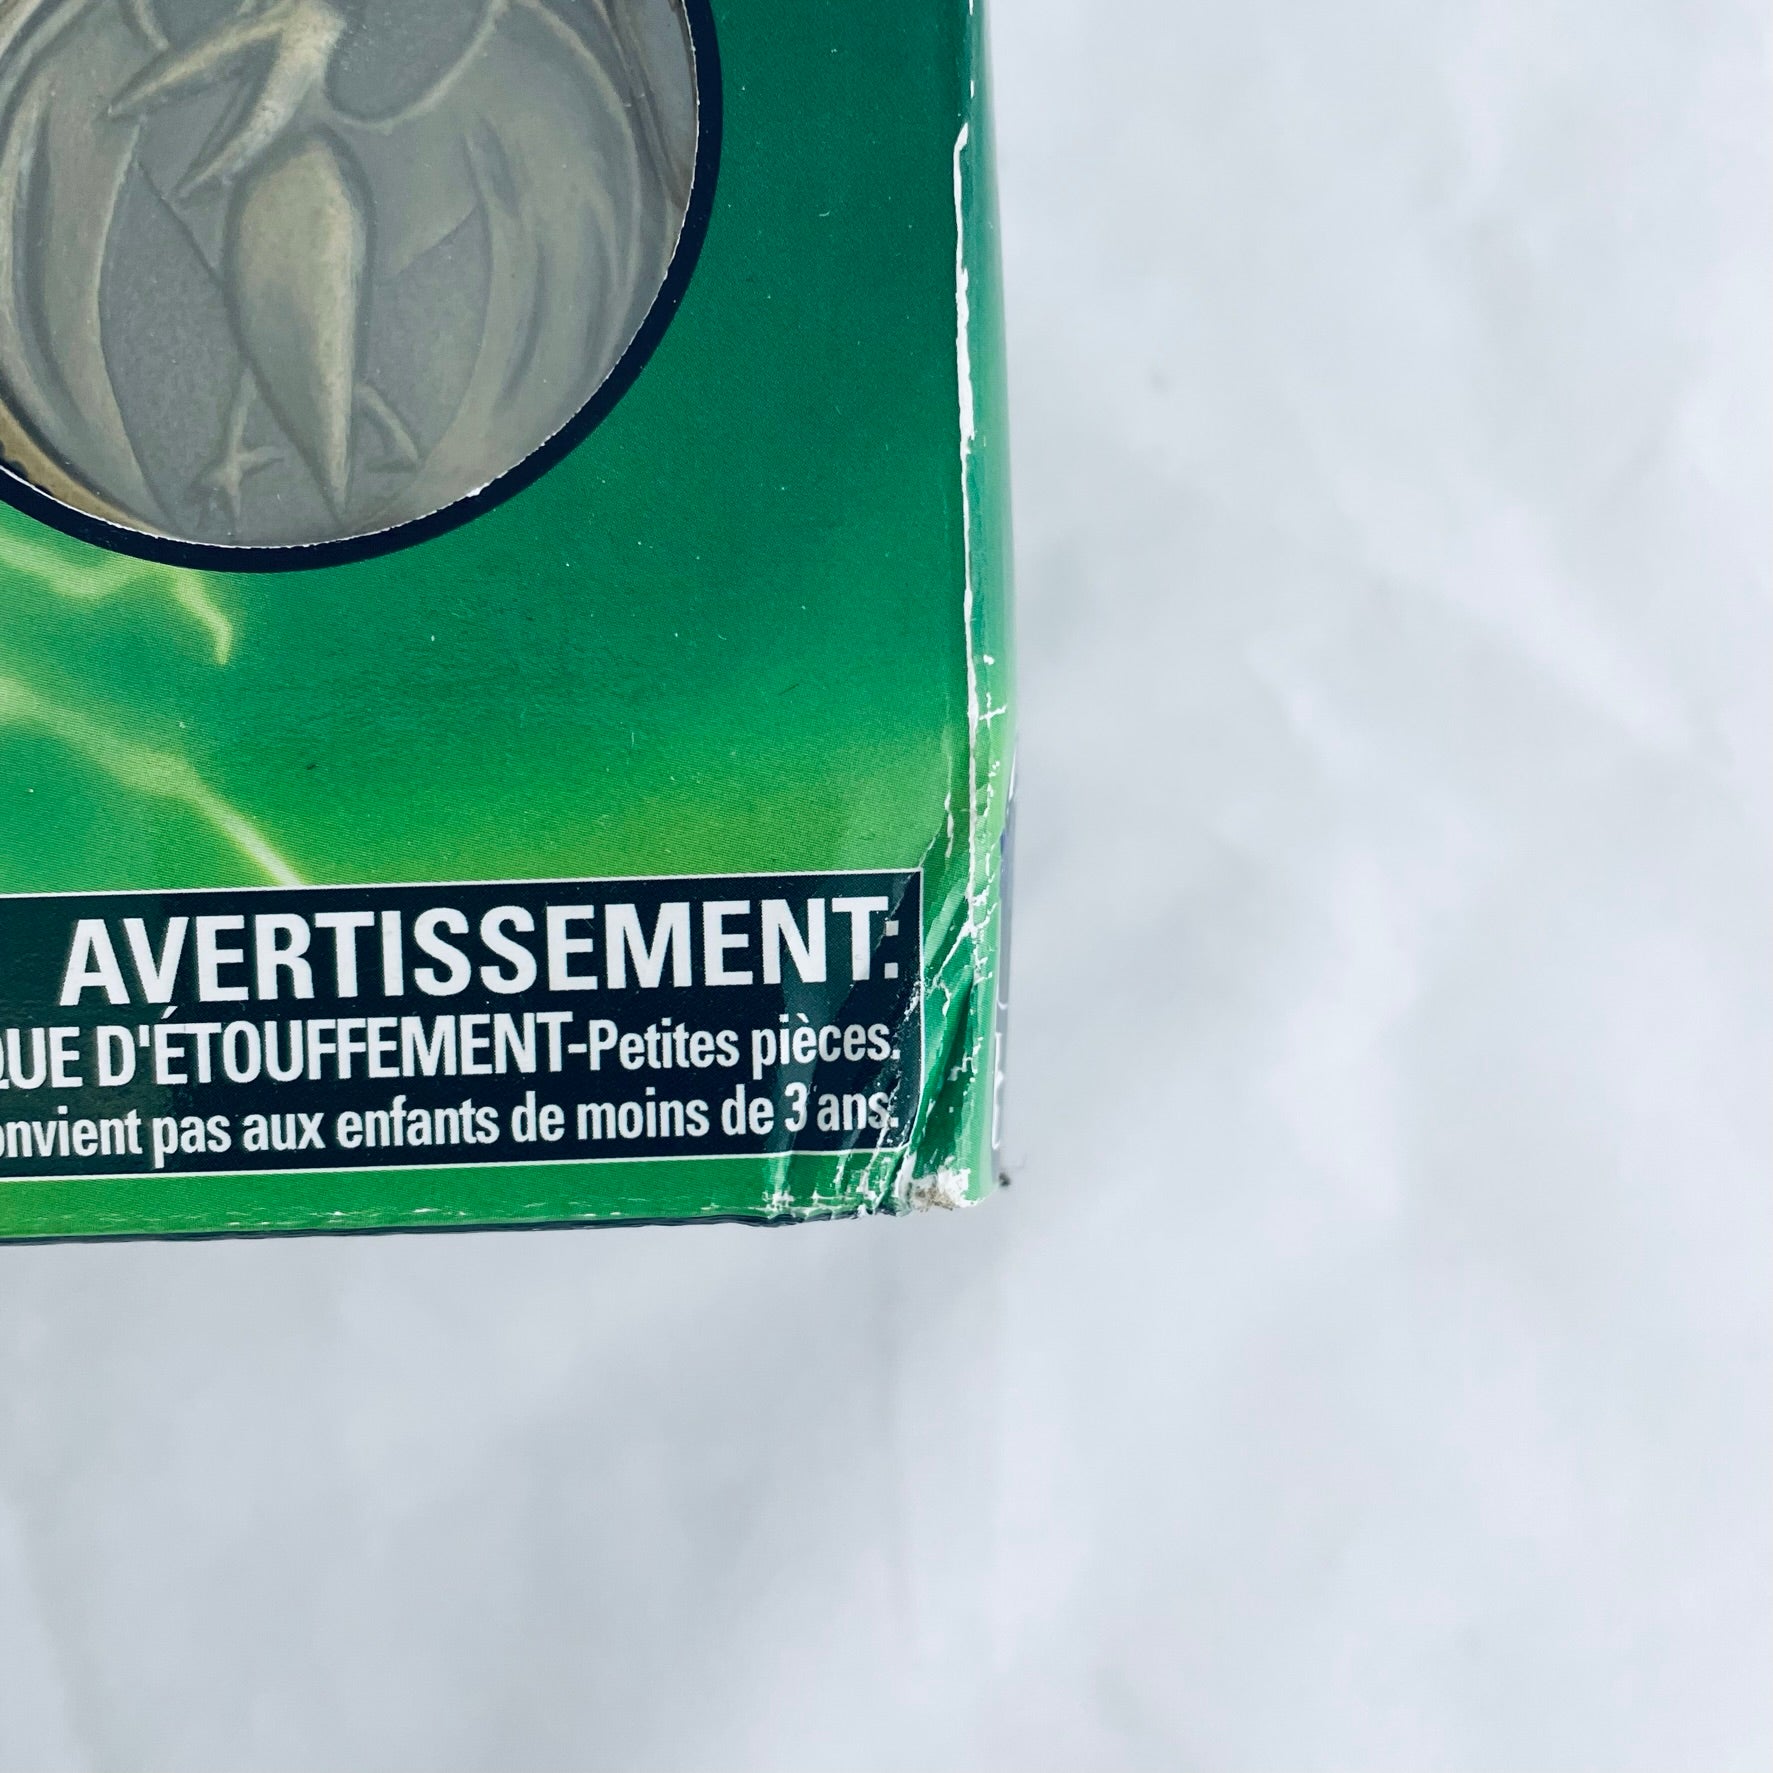 AVERTISSEMENT:
QUE D'ÉTOUFFEMENT-Petites pièces.
onvient pas aux enfants de moins de 3 ans.